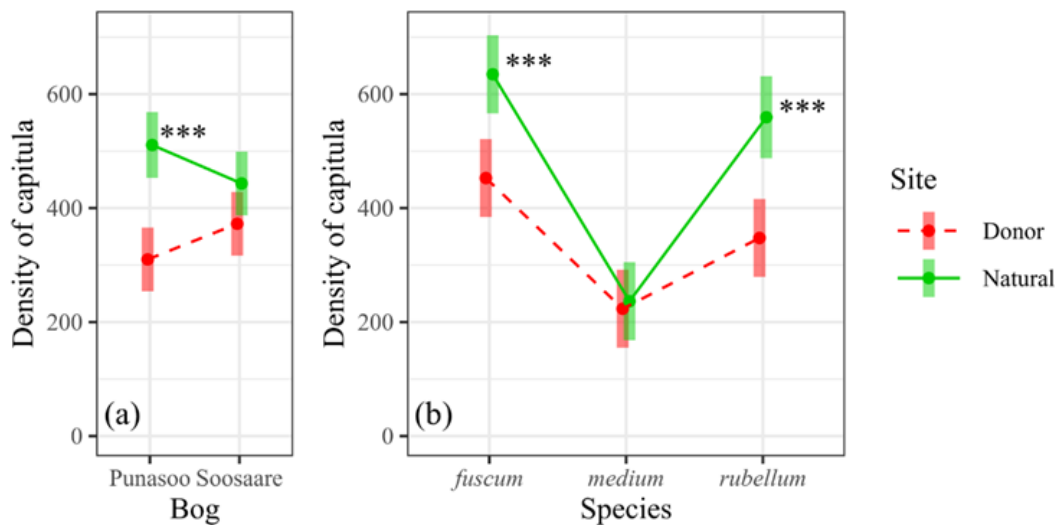 Density of capitula
600
400
200
0
***
(a)
Punasoo Soosaare
Bog
Density of capitula
600
400
200
0
***
***
(b)
fuscum medium rubellum
Species
Site
Donor
Natural